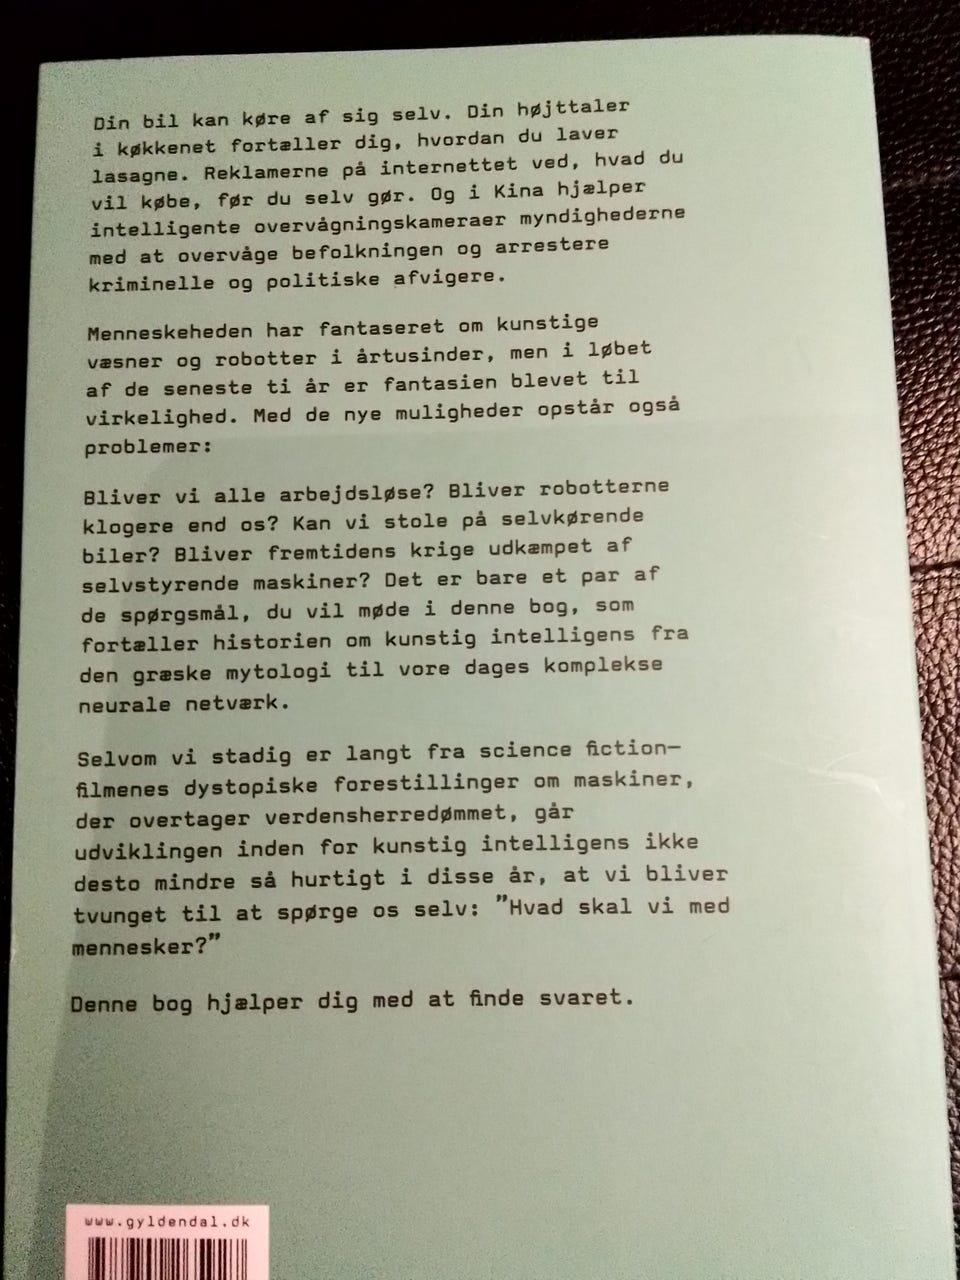 Din bil kan køre af sig selv. Din højttaler
i køkkenet fortæller dig, hvordan du laver
lasagne. Reklamerne på internettet ved, hvad du
vil købe, før du selv gør. Og i Kina hjælper
intelligente overvågningskameraer myndighederne
med at overvåge befolkningen og arrestere
kriminelle og politiske afvigere.
Menneskeheden har fantaseret om kunstige
væsner og robotter i årtusinder, men i løbet
af de seneste ti år er fantasien blevet til
virkelighed. Med de nye muligheder opstår også
problemer:
Bliver vi alle arbejdsløse? Bliver robotterne
klogere end os? Kan vi stole på selvkørende
biler? Bliver fremtidens krige udkæmpet af
selvstyrende maskiner? Det er bare et par af
de spørgsmål, du vil møde i denne bog, som
fortæller historien om kunstig intelligens fra
den græske mytologi til vore dages komplekse
neurale netværk.
Selvom vi stadig er langt fra science fiction–
filmenes dystopiske forestillinger om maskiner,
der overtager verdensherredømmet, går
udviklingen inden for kunstig intelligens ikke
desto mindre så hurtigt i disse år, at vi bliver
tvunget til at spørge os selv: ”Hvad skal vi med
mennesker?”
Denne bog hjælper dig med at finde svaret.
www.gyldendal.dk